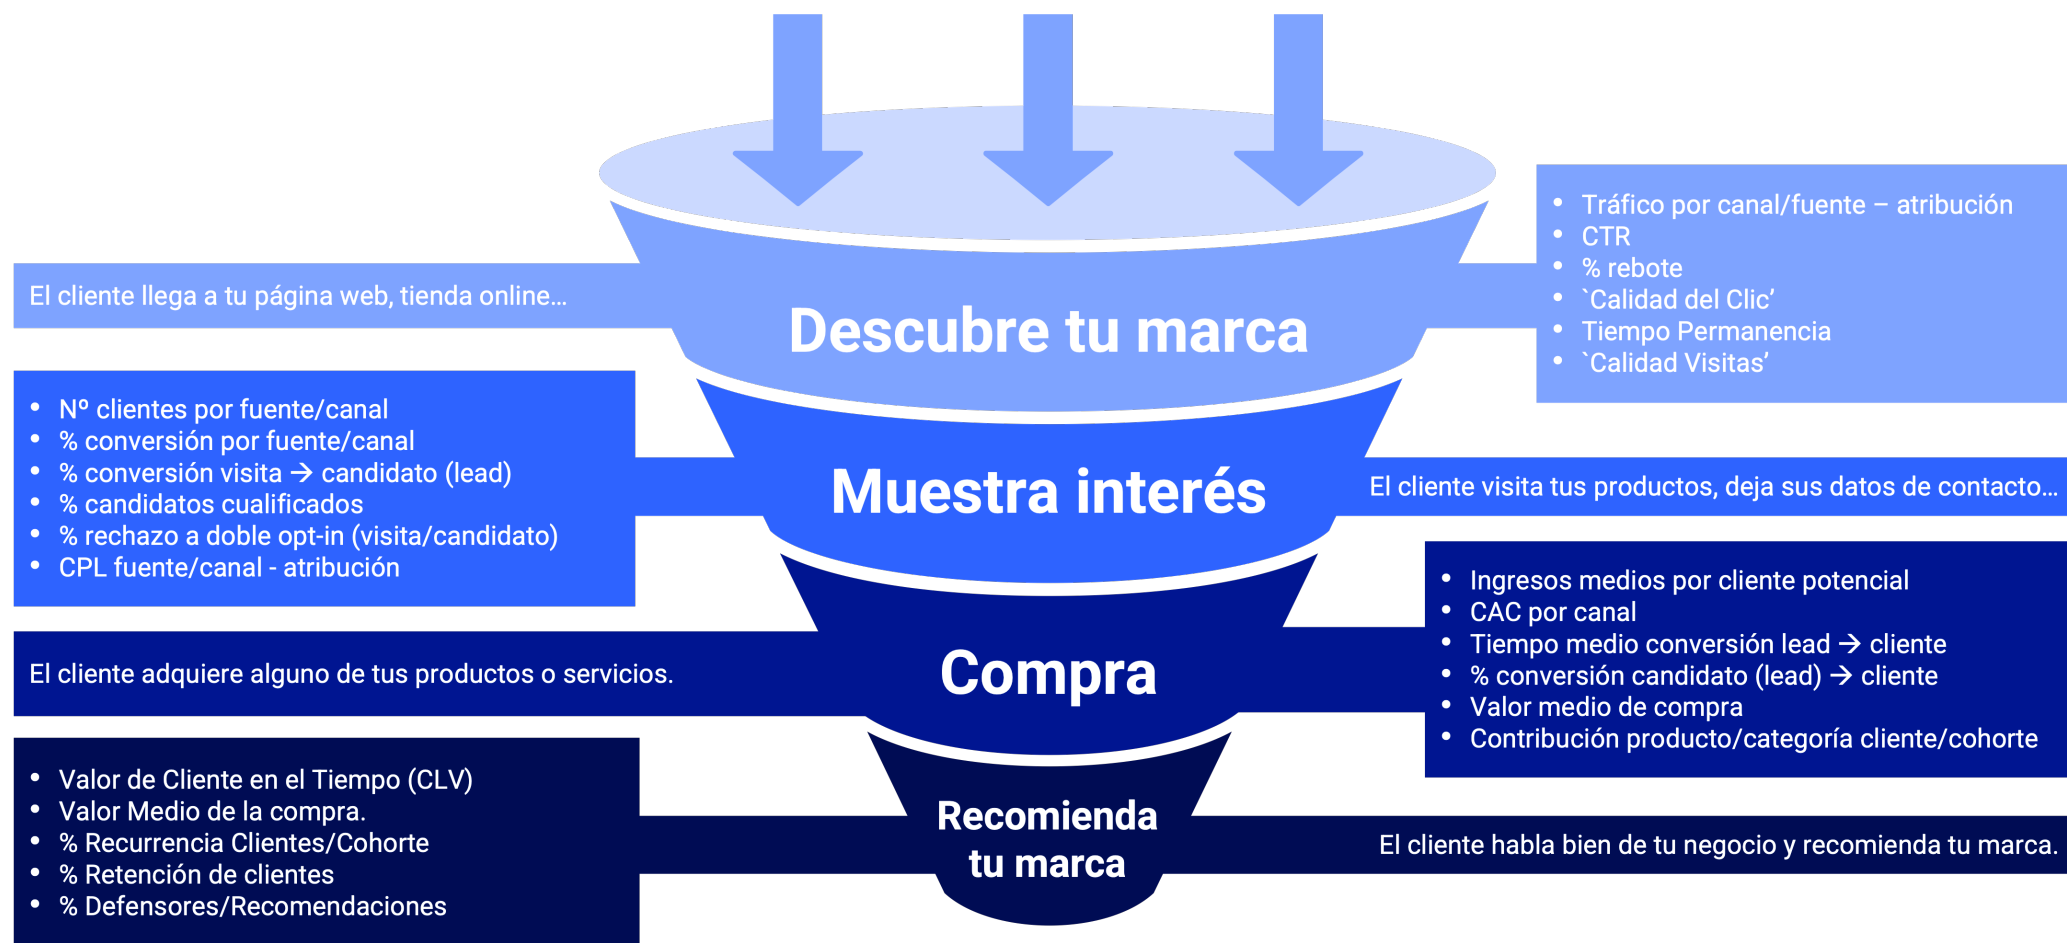 El cliente llega a tu página web, tienda online...
Descubre tu marca
• Tráfico por canal/fuente – atribución
• CTR
• % rebote
• `Calidad del Clic’
• Tiempo Permanencia
• `Calidad Visitas’
• Nº clientes por fuente/canal
• % conversión por fuente/canal
• % conversión visita → candidato (lead)
• % candidatos cualificados
• % rechazo a doble opt-in (visita/candidato)
• CPL fuente/canal - atribución
Muestra interés
El cliente visita tus productos, deja sus datos de contacto...
El cliente adquiere alguno de tus productos o servicios.
Compra
• Ingresos medios por cliente potencial
• CAC por canal
• Tiempo medio conversión lead → cliente
• % conversión candidato (lead) → cliente
• Valor medio de compra
• Contribución producto/categoría cliente/cohorte
• Valor de Cliente en el Tiempo (CLV)
• Valor Medio de la compra.
• % Recurrencia Clientes/Cohorte
• % Retención de clientes
• % Defensores/Recomendaciones
Recomienda
tu marca
El cliente habla bien de tu negocio y recomienda tu marca.